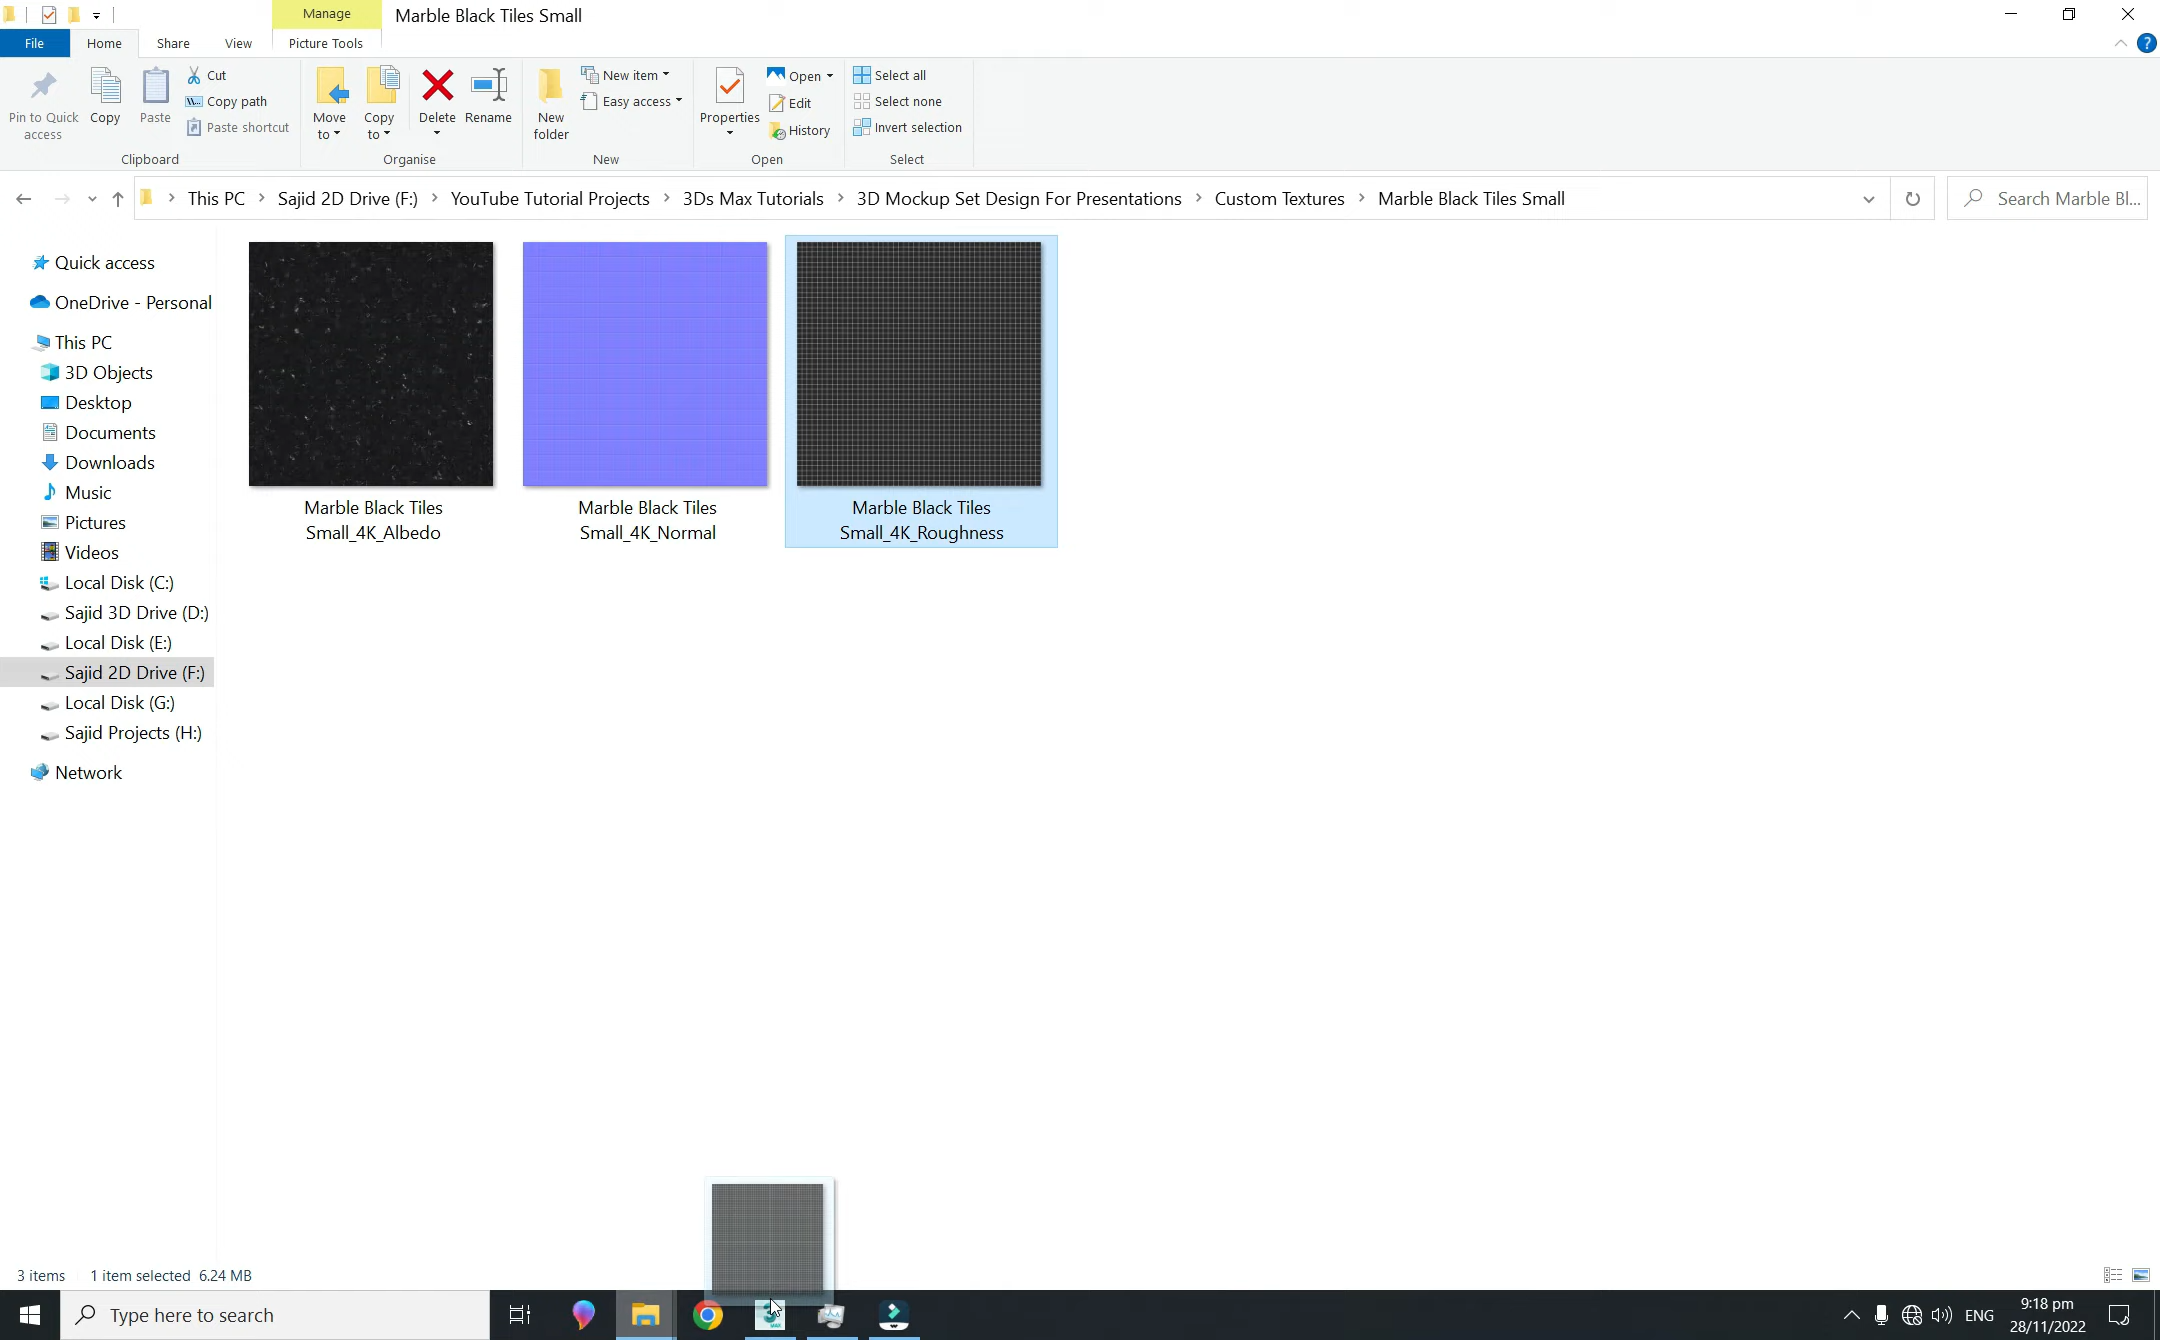 Manage
Marble Black Tiles Small
File
Home
Share
View
Picture Tools
?
Pin to Quick access
Copy
Paste
Cut
W... Copy path
Paste shortcut
Clipboard
Move to
Copy to
Delete
Rename
Organise
New folder
New item
Easy access
New
Properties
Open
Edit
History
Open
Select all
Select none
Invert selection
Select
This PC > Sajid 2D Drive (F:) > YouTube Tutorial Projects > 3Ds Max Tutorials > 3D Mockup Set Design For Presentations > Custom Textures > Marble Black Tiles Small
Search Marble Bl...
Quick access
OneDrive - Personal
This PC
3D Objects
Desktop
Documents
Downloads
Music
Pictures
Videos
Local Disk (C:)
Sajid 3D Drive (D:)
Local Disk (E:)
Sajid 2D Drive (F:)
Local Disk (G:)
Sajid Projects (H:)
Network
Marble Black Tiles
Small_4K_Albedo
Marble Black Tiles
Small_4K_Normal
Marble Black Tiles
Small_4K_Roughness
3 items
1 item selected 6.24 MB
Type here to search
3
MAX
ENG
9:18 pm
28/11/2022